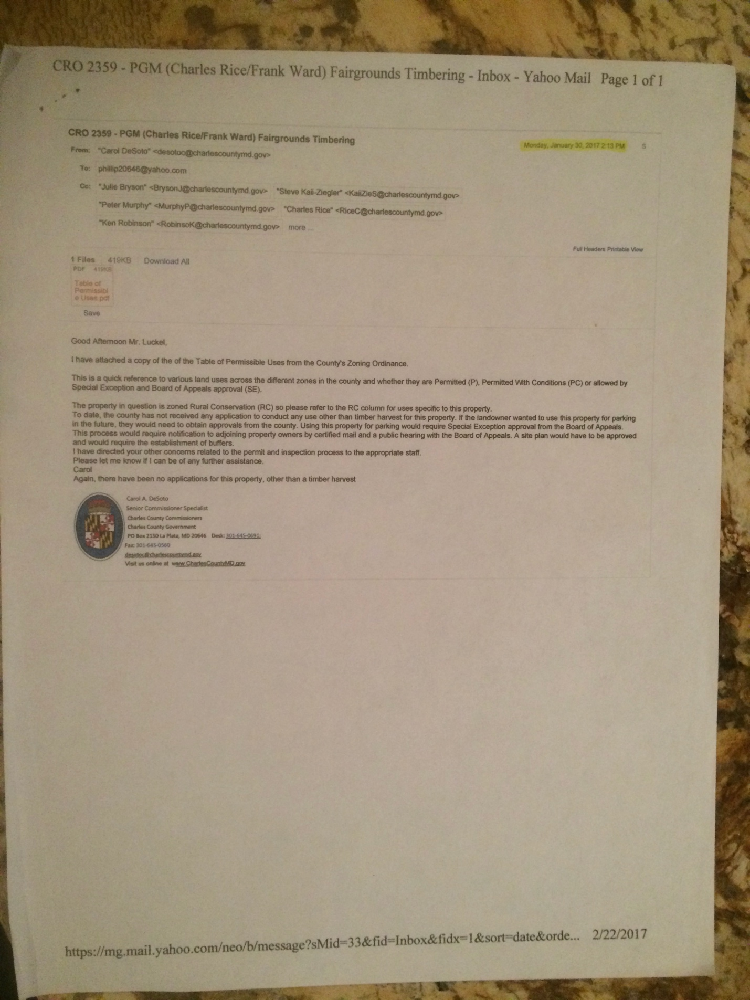 CRO 2359 - PGM (Charles Rice/Frank Ward) Fairgrounds Timbering - Inbox - Yahoo Mail Page 1 of 1
CRO 2359 - PGM (Charles Rice/Frank Ward) Fairgrounds Timbering
Monday, January 30, 2017 2:13 PM S
From: "Carol DeSoto" <desotoc@charlescountymd.gov>
To: phillip20646@yahoo.com
Cc: "Julie Bryson" <BrysonJ@charlescountymd.gov> "Steve Kaii-Ziegler" <KaiiZieS@charlescountymd.gov>
"Peter Murphy" <MurphyP@charlescountymd.gov> "Charles Rice" <RiceC@charlescountymd.gov>
"Ken Robinson" <RobinsoK@charlescountymd.gov> more ...
Full Headers Printable View
1 Files 419KB Download All
PDF 419KB
Table of
Permissibl
e Uses.pdf
Save
Good Afternoon Mr. Luckel,
I have attached a copy of the of the Table of Permissible Uses from the County's Zoning Ordinance.
This is a quick reference to various land uses across the different zones in the county and whether they are Permitted (P), Permitted With Conditions (PC) or allowed by
Special Exception and Board of Appeals approval (SE).
The property in question is zoned Rural Conservation (RC) so please refer to the RC column for uses specific to this property.
To date, the county has not received any application to conduct any use other than timber harvest for this property. If the landowner wanted to use this property for parking
in the future, they would need to obtain approvals from the county. Using this property for parking would require Special Exception approval from the Board of Appeals.
This process would require notification to adjoining property owners by certified mail and a public hearing with the Board of Appeals. A site plan would have to be approved
and would require the establishment of buffers.
I have directed your other concerns related to the permit and inspection process to the appropriate staff.
Please let me know if I can be of any further assistance.
Carol
Again, there have been no applications for this property, other than a timber harvest
Carol A. DeSoto
Senior Commissioner Specialist
Charles County Commissioners
Charles County Government
PO Box 2150 La Plata, MD 20646 Desk: 301-645-0691;
Fax: 301-645-0560
desotoc@charlescountymd.gov
Visit us online at www.CharlesCountyMD.gov
https://mg.mail.yahoo.com/neo/b/message?sMid=33&fid=Inbox&fidx=1&sort=date&orde... 2/22/2017